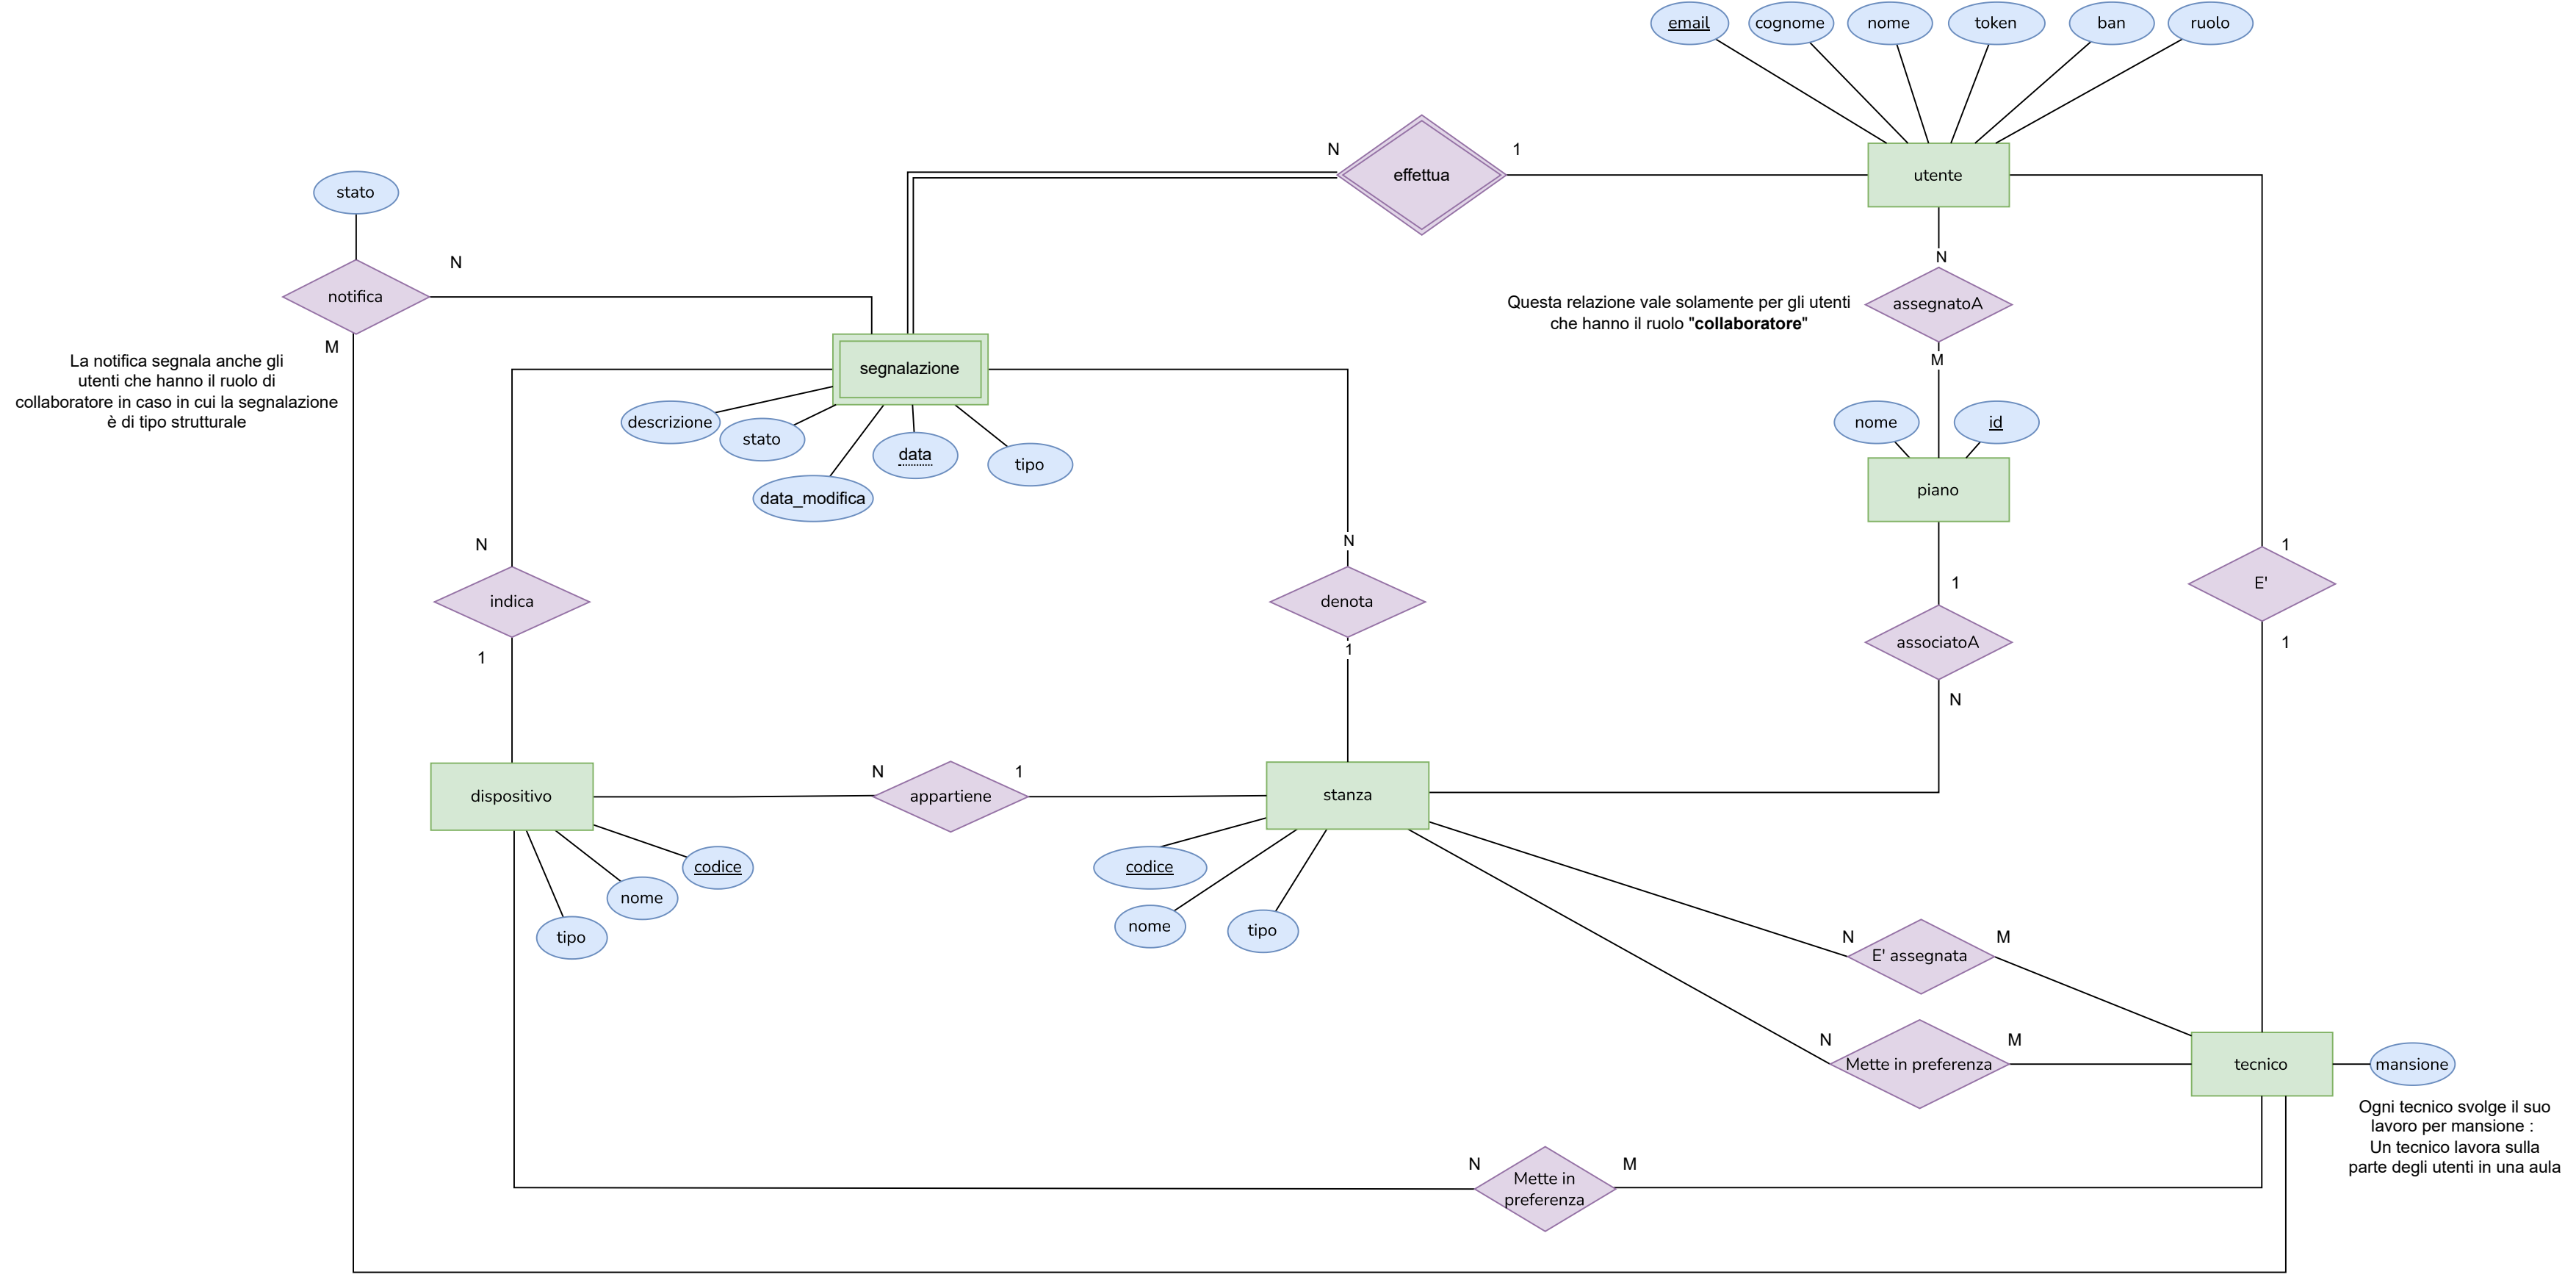 email
cognome
nome
token
ban
ruolo
N
effettua
1
utente
stato
N
notifica
M
La notifica segnala anche gli
utenti che hanno il ruolo di
collaboratore in caso in cui la segnalazione
è di tipo strutturale
N
Questa relazione vale solamente per gli utenti
che hanno il ruolo "collaboratore"
assegnatoA
M
segnalazione
descrizione
stato
data
tipo
data_modifica
nome
id
piano
N
indica
1
N
denota
1
1
associatoA
N
1
E'
1
dispositivo
N
appartiene
1
stanza
codice
nome
tipo
codice
nome
tipo
N
E' assegnata
M
N
Mette in preferenza
M
tecnico
mansione
Ogni tecnico svolge il suo
lavoro per mansione :
Un tecnico lavora sulla
parte degli utenti in una aula
N
Mette in
preferenza
M